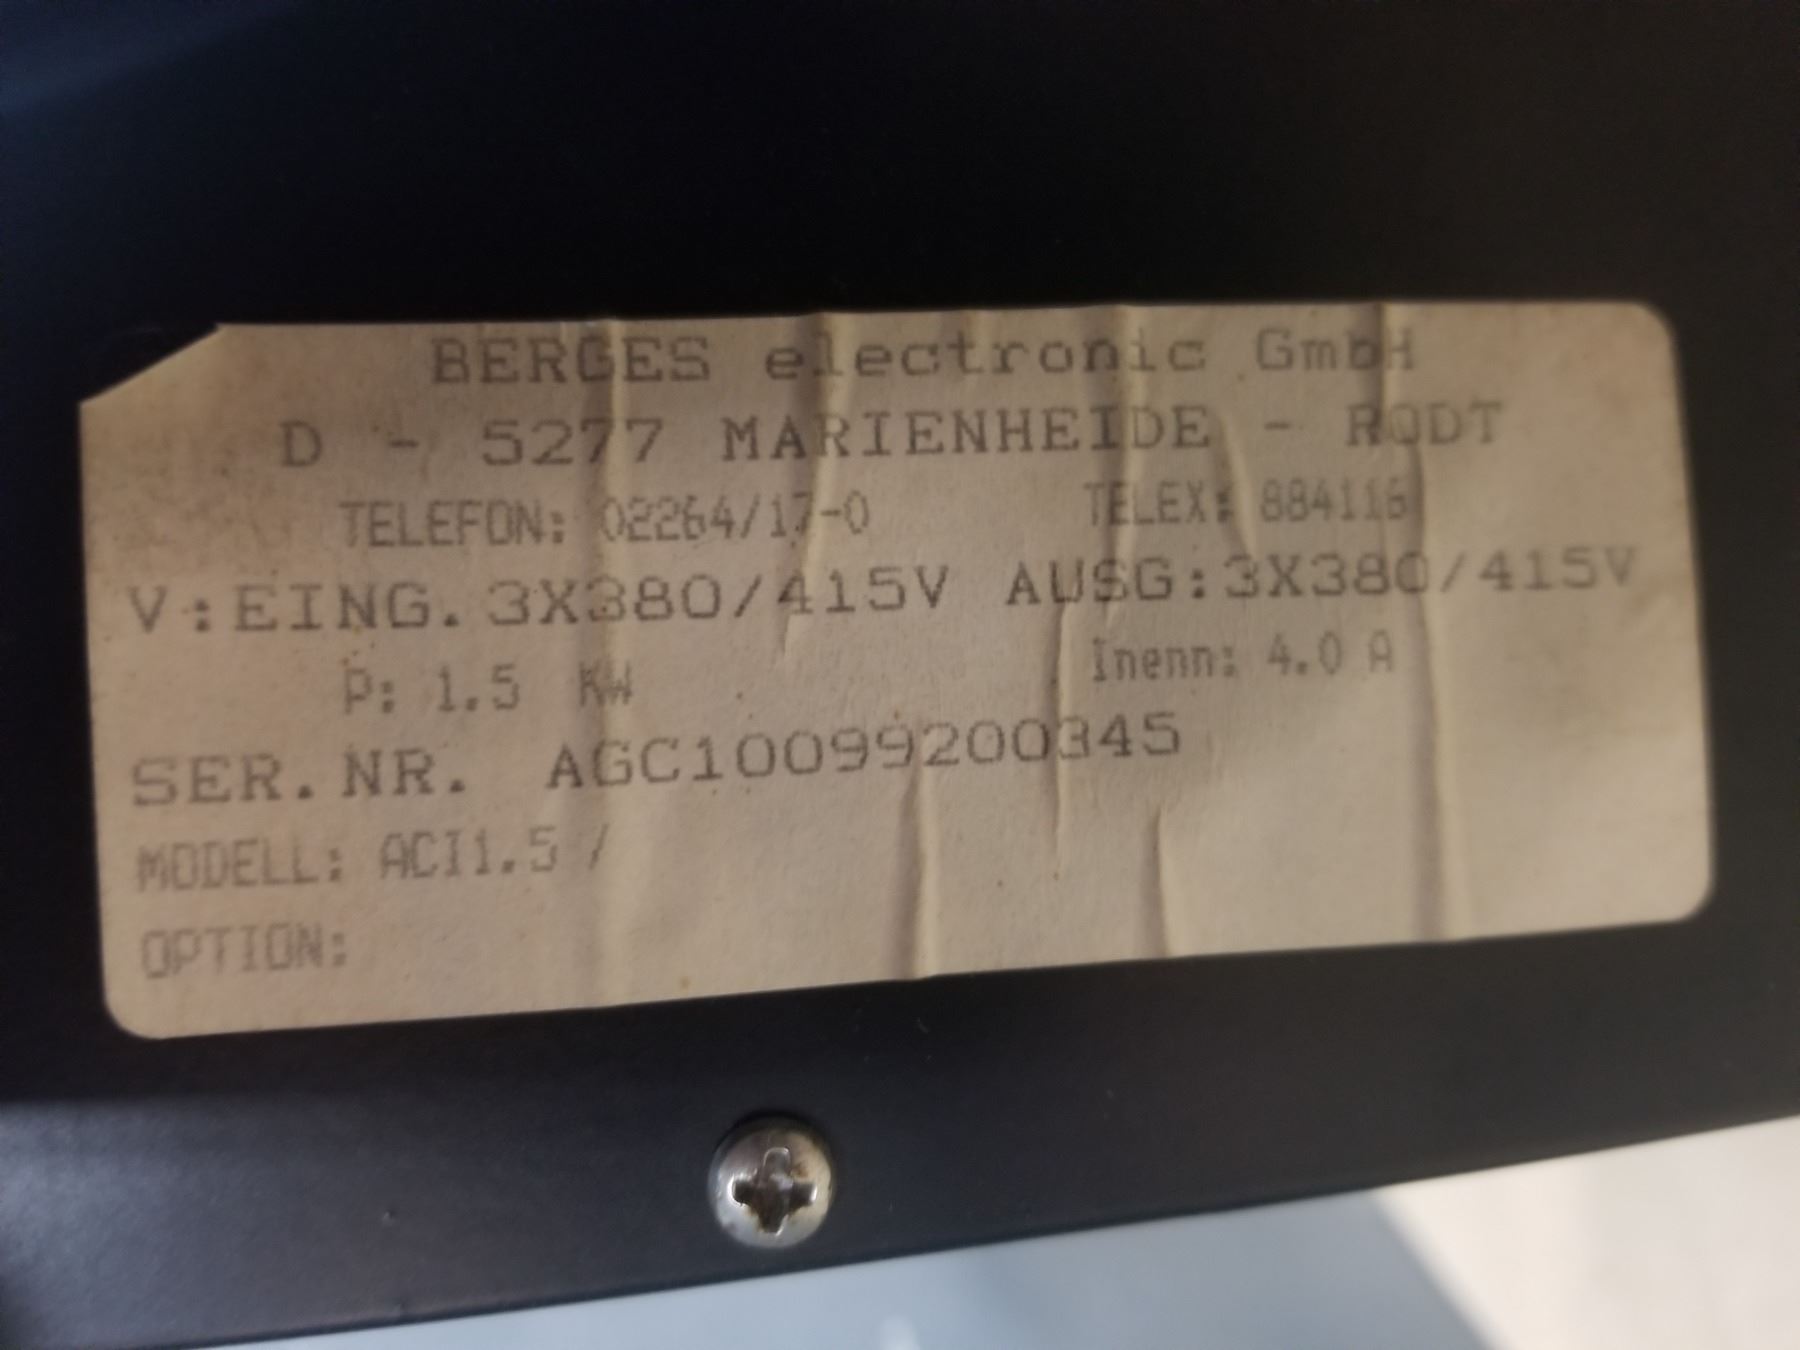 BERGES electronic GmbH
D - 5277 MARIENHEIDE - RODT
TELEFON: 02264/17-0 TELEX: 884116
V:EING.3X380/415V AUSG:3X380/415V
P: 1.5 KW Inenn: 4.0 A
SER.NR. AGC10099200345
MODELL: ACI1.5 /
OPTION: